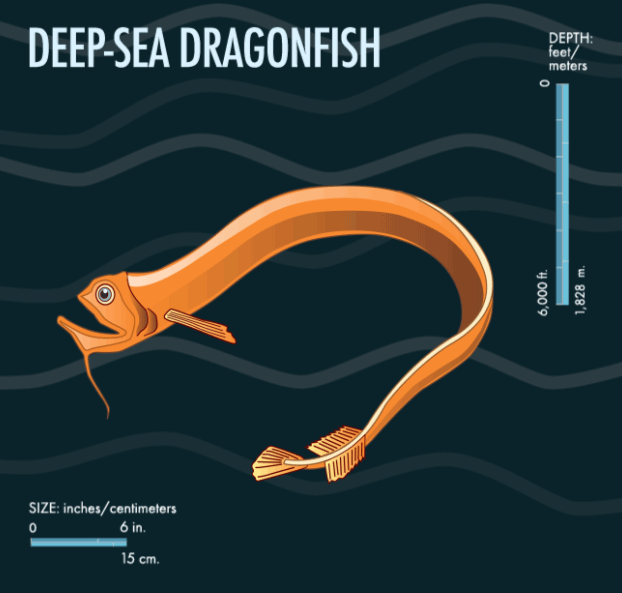 DEEP-SEA DRAGONFISH
DEPTH:
feet/
meters
0
6,000 ft.
1,828 m.
SIZE: inches/centimeters
0
6 in.
15 cm.